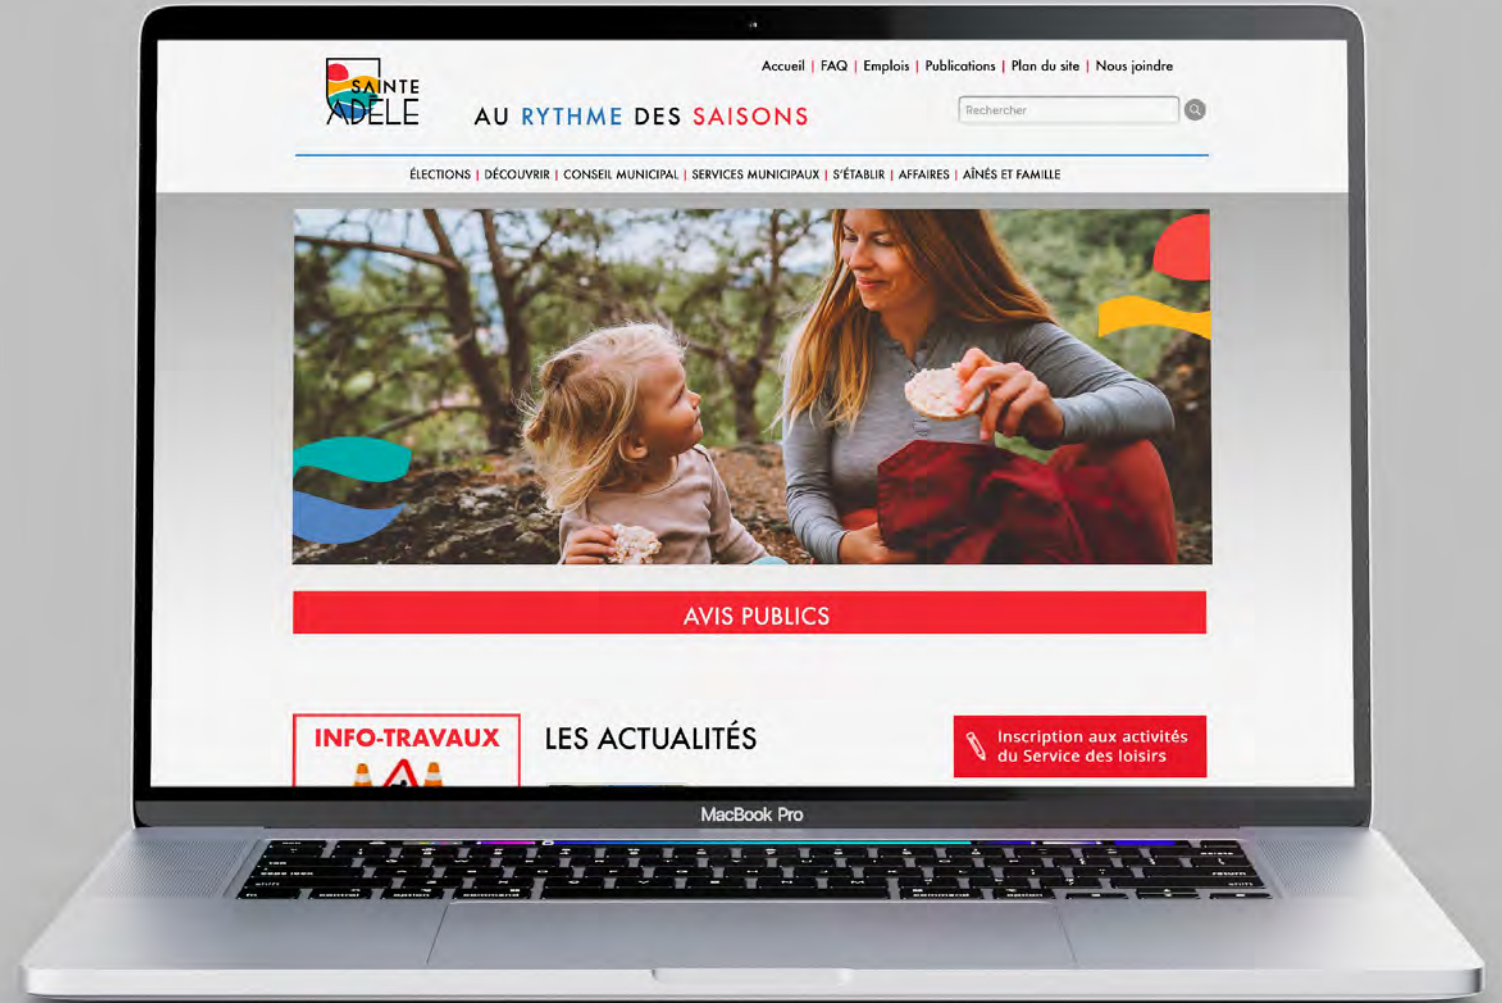 SAINTE
ADÈLE
Accueil | FAQ | Emplois | Publications | Plan du site | Nous joindre
AU RYTHME DES SAISONS
Rechercher
ÉLECTIONS | DÉCOUVRIR | CONSEIL MUNICIPAL | SERVICES MUNICIPAUX | S'ÉTABLIR | AFFAIRES | AÎNÉS ET FAMILLE
AVIS PUBLICS
INFO-TRAVAUX
LES ACTUALITÉS
Inscription aux activités
du Service des loisirs
MacBook Pro